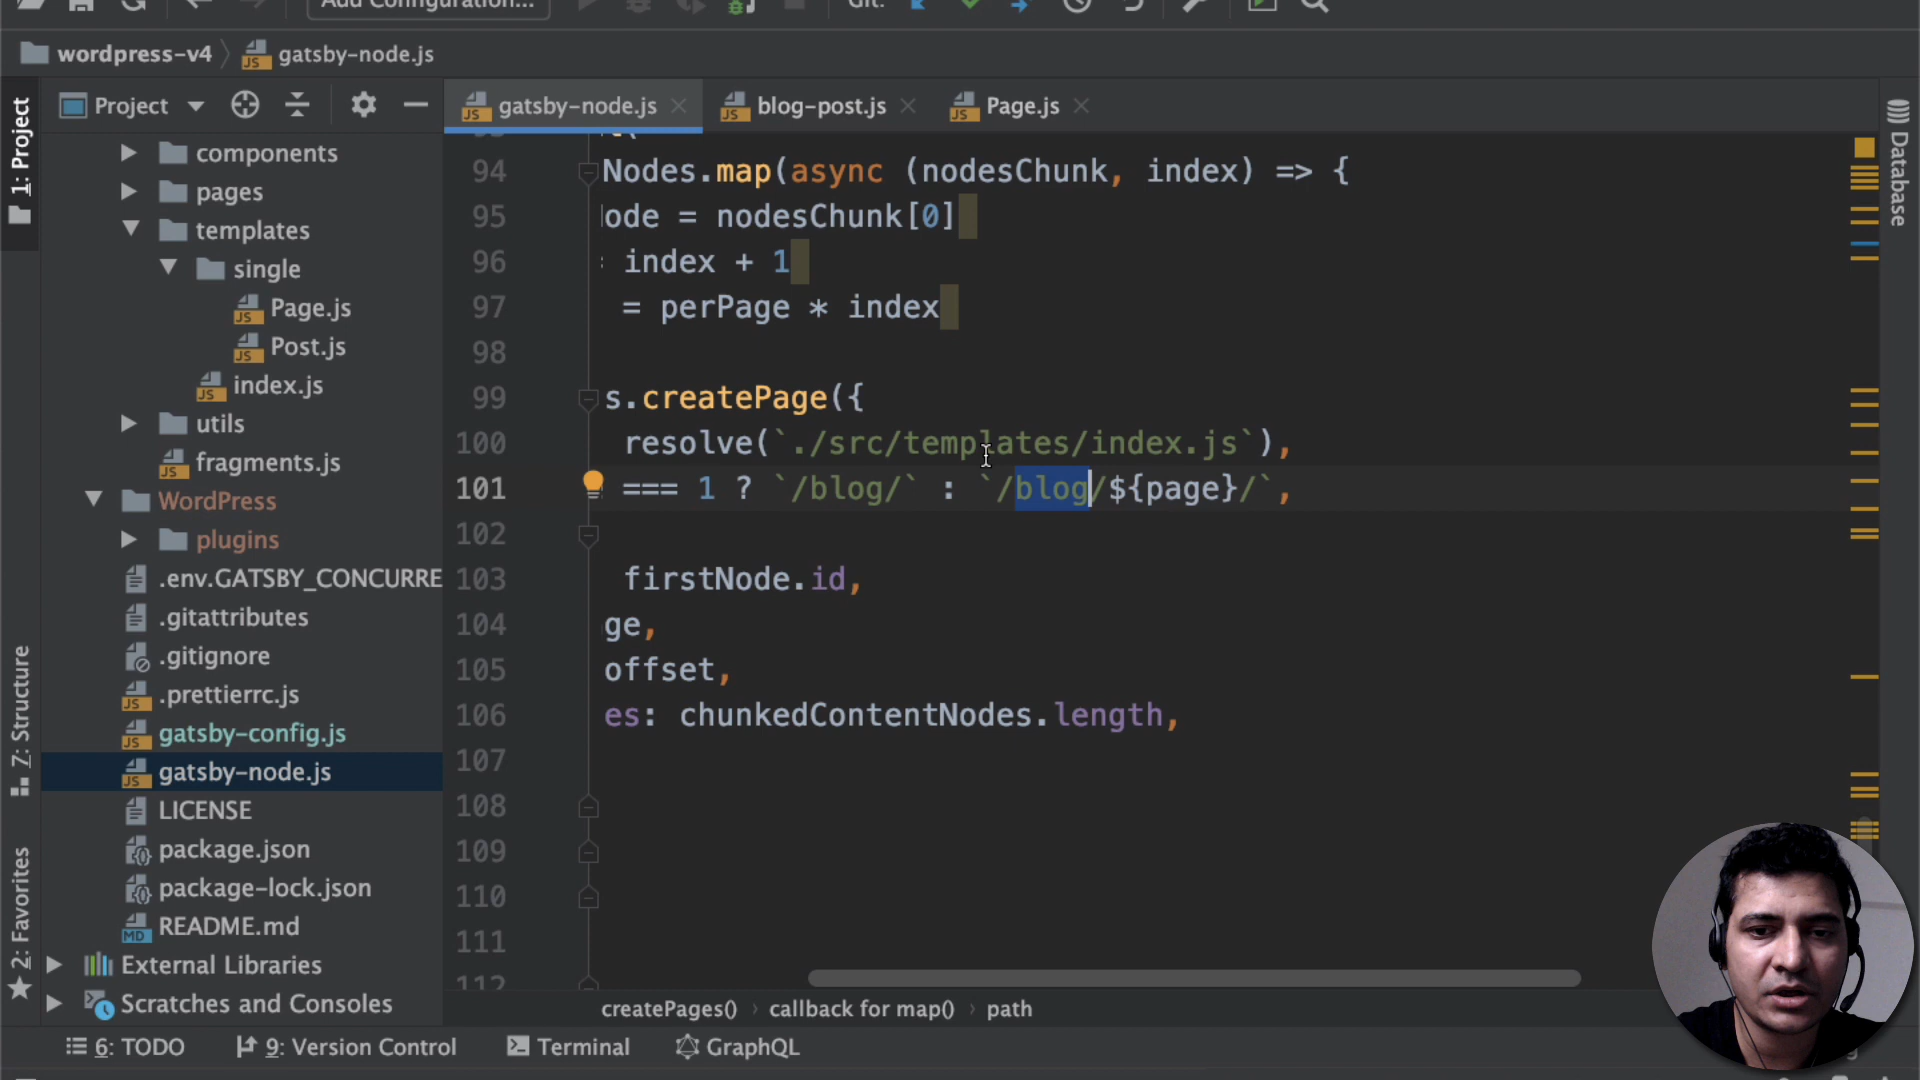 Add Configuration...
Git:
wordpress-v4
gatsby-node.js
1: Project
Project
gatsby-node.js
blog-post.js
Page.js
Database
components
pages
templates
single
Page.js
Post.js
index.js
utils
fragments.js
WordPress
plugins
.env.GATSBY_CONCURRE
.gitattributes
.gitignore
.prettierrc.js
gatsby-config.js
gatsby-node.js
LICENSE
package.json
package-lock.json
README.md
External Libraries
Scratches and Consoles
Z: Structure
2: Favorites
94 Nodes.map(async (nodesChunk, index) => {
95 ode = nodesChunk[0]
96 index + 1
97 = perPage * index
98
99 s.createPage({
100 resolve(`./src/templates/index.js`),
101 === 1 ? `/blog/` : `/blog/${page}/`,
102
103 firstNode.id,
104 ge,
105 offset,
106 es: chunkedContentNodes.length,
107
108
109
110
111
112
createPages() › callback for map() › path
6: TODO
9: Version Control
Terminal
GraphQL